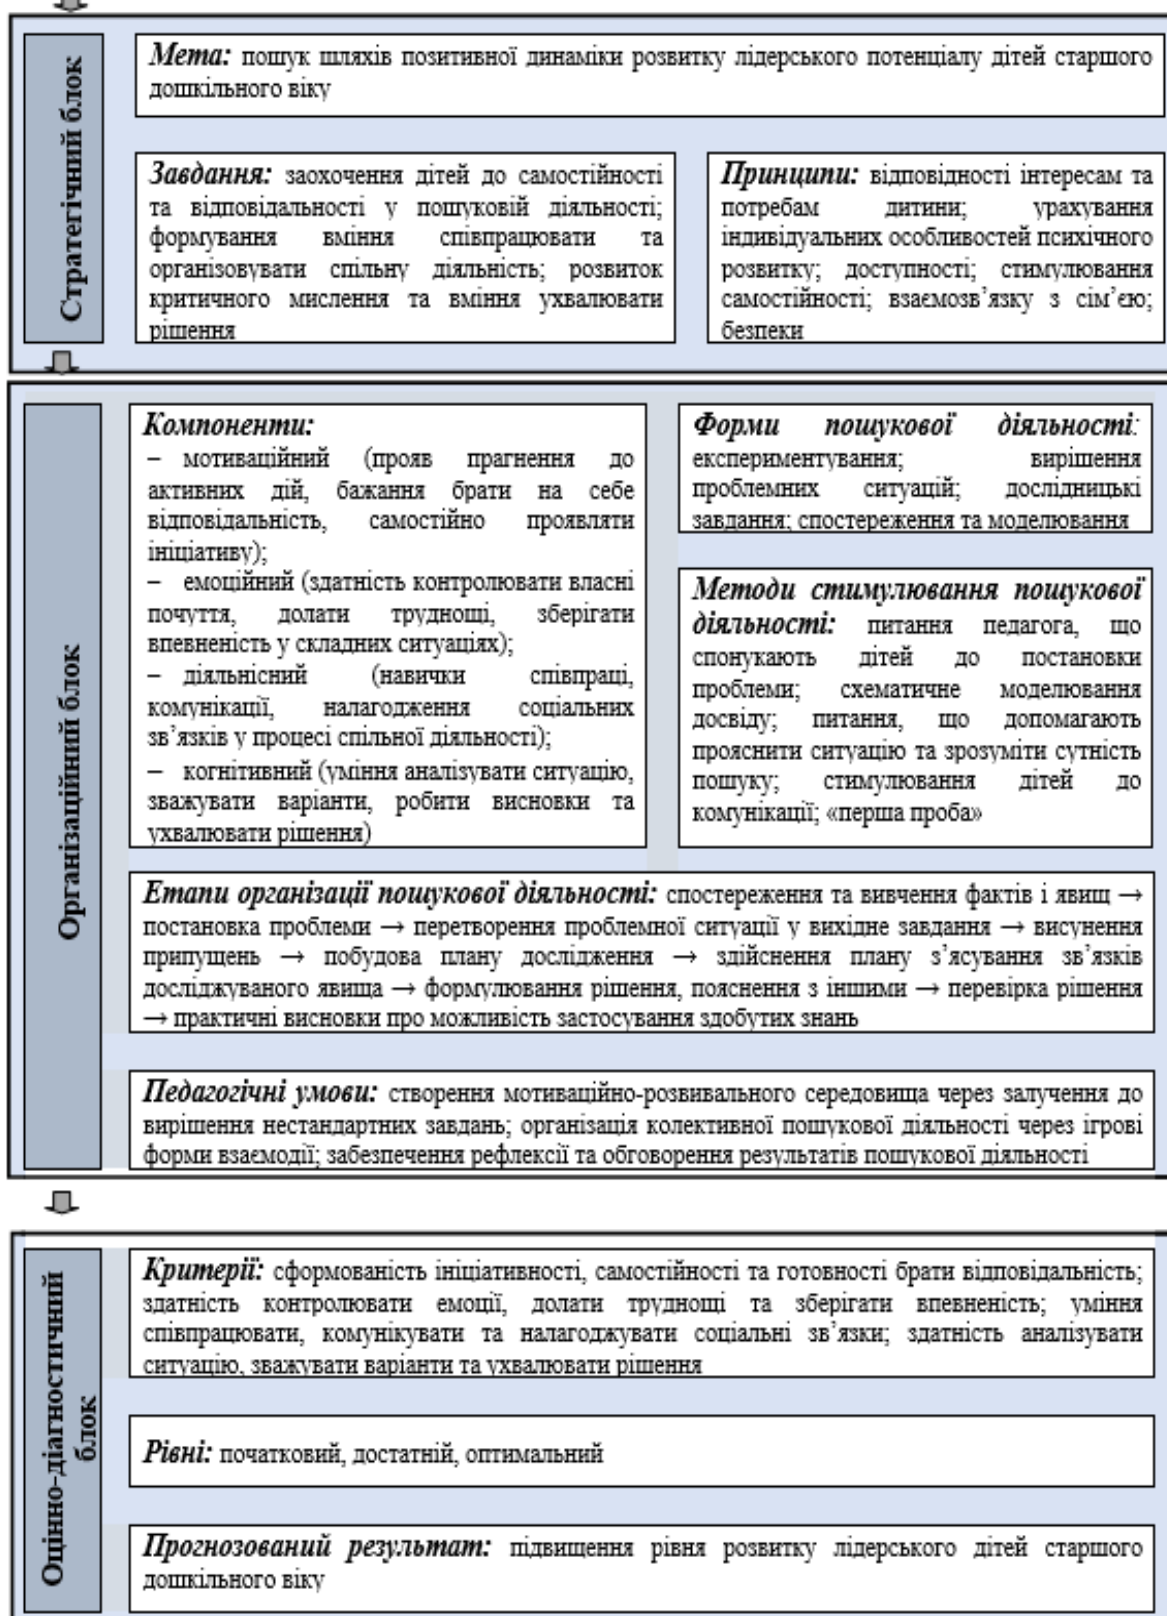 Стратегічний блок
Мета: пошук шляхів позитивної динаміки розвитку лідерського потенціалу дітей старшого
дошкільного віку
Завдання: заохочення дітей до самостійності
та відповідальності у пошуковій діяльності;
формування вміння співпрацювати та
організовувати спільну діяльність; розвиток
критичного мислення та вміння ухвалювати
рішення
Принципи: відповідності інтересам та
потребам дитини; урахування
індивідуальних особливостей психічного
розвитку; доступності; стимулювання
самостійності; взаємозв’язку з сім’єю;
безпеки
Організаційний блок
Компоненти:
– мотиваційний (прояв прагнення до
активних дій, бажання брати на себе
відповідальність, самостійно проявляти
ініціативу);
– емоційний (здатність контролювати власні
почуття, долати труднощі, зберігати
впевненість у складних ситуаціях);
– діяльнісний (навички співпраці,
комунікації, налагодження соціальних
зв’язків у процесі спільної діяльності);
– когнітивний (уміння аналізувати ситуацію,
зважувати варіанти, робити висновки та
ухвалювати рішення)
Форми пошукової діяльності:
експериментування; вирішення
проблемних ситуацій; дослідницькі
завдання; спостереження та моделювання
Методи стимулювання пошукової
діяльності: питання педагога, що
спонукають дітей до постановки
проблеми; схематичне моделювання
досвіду; питання, що допомагають
прояснити ситуацію та зрозуміти сутність
пошуку; стимулювання дітей до
комунікації; «перша проба»
Етапи організації пошукової діяльності: спостереження та вивчення фактів і явищ →
постановка проблеми → перетворення проблемної ситуації у вихідне завдання → висунення
припущень → побудова плану дослідження → здійснення плану з’ясування зв’язків
досліджуваного явища → формулювання рішення, пояснення з іншими → перевірка рішення
→ практичні висновки про можливість застосування здобутих знань
Педагогічні умови: створення мотиваційно-розвивального середовища через залучення до
вирішення нестандартних завдань; організація колективної пошукової діяльності через ігрові
форми взаємодії; забезпечення рефлексії та обговорення результатів пошукової діяльності
Оцінно-діагностичний
блок
Критерії: сформованість ініціативності, самостійності та готовності брати відповідальність;
здатність контролювати емоції, долати труднощі та зберігати впевненість; уміння
співпрацювати, комунікувати та налагоджувати соціальні зв’язки; здатність аналізувати
ситуацію, зважувати варіанти та ухвалювати рішення
Рівні: початковий, достатній, оптимальний
Прогнозований результат: підвищення рівня розвитку лідерського дітей старшого
дошкільного віку